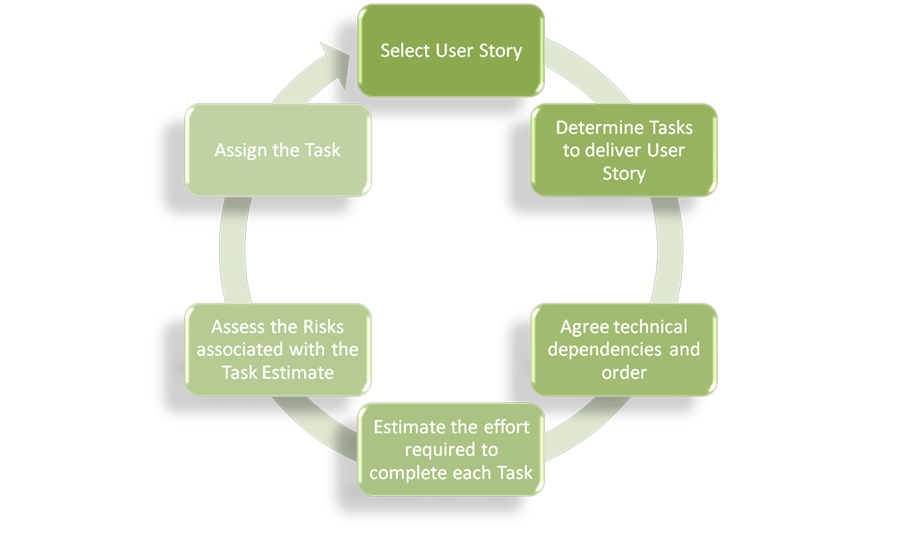 Select User Story
Determine Tasks
to deliver User
Story
Agree technical
dependencies and
order
Estimate the effort
required to
complete each Task
Assess the Risks
associated with the
Task Estimate
Assign the Task